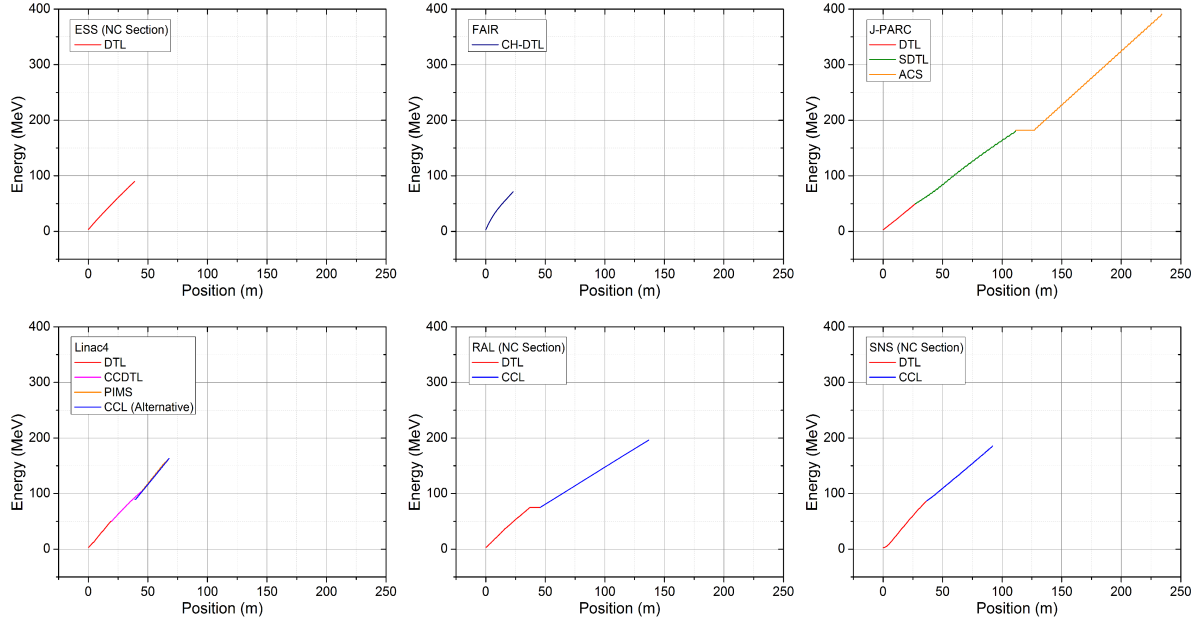 400
300
200
100
0
Energy (MeV)
ESS (NC Section)
DTL
0 50 100 150 200 250
Position (m)
400
300
200
100
0
Energy (MeV)
FAIR
CH-DTL
0 50 100 150 200 250
Position (m)
400
300
200
100
0
Energy (MeV)
J-PARC
DTL
SDTL
ACS
0 50 100 150 200 250
Position (m)
400
300
200
100
0
Energy (MeV)
Linac4
DTL
CCDTL
PIMS
CCL (Alternative)
0 50 100 150 200 250
Position (m)
400
300
200
100
0
Energy (MeV)
RAL (NC Section)
DTL
CCL
0 50 100 150 200 250
Position (m)
400
300
200
100
0
Energy (MeV)
SNS (NC Section)
DTL
CCL
0 50 100 150 200 250
Position (m)